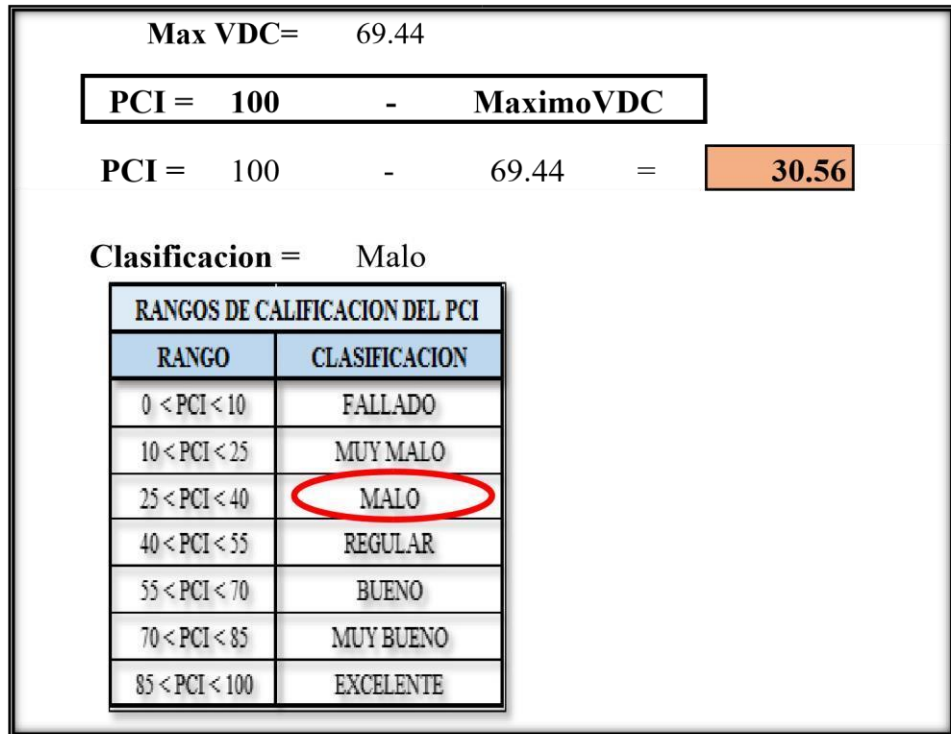 Max VDC= 69.44
PCI = 100 - MaximoVDC
PCI = 100 - 69.44 = 30.56
Clasificacion = Malo
RANGOS DE CALIFICACION DEL PCI
RANGO CLASIFICACION
0 < PCI < 10 FALLADO
10 < PCI < 25 MUY MALO
25 < PCI < 40 MALO
40 < PCI < 55 REGULAR
55 < PCI < 70 BUENO
70 < PCI < 85 MUY BUENO
85 < PCI < 100 EXCELENTE